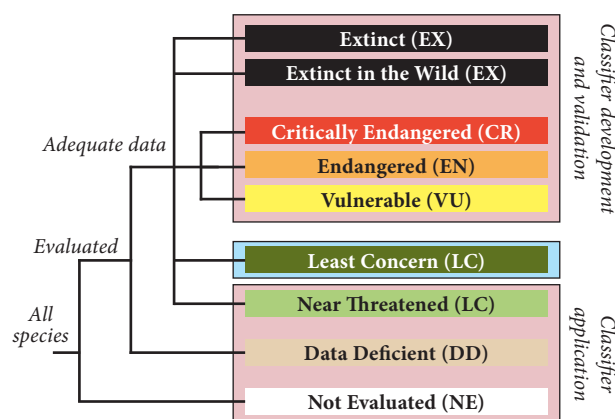 Extinct (EX)
Extinct in the Wild (EX)
Critically Endangered (CR)
Endangered (EN)
Vulnerable (VU)
Least Concern (LC)
Near Threatened (LC)
Data Deficient (DD)
Not Evaluated (NE)
Adequate data
Evaluated
All
species
Classifier development
and validation
Classifier
application